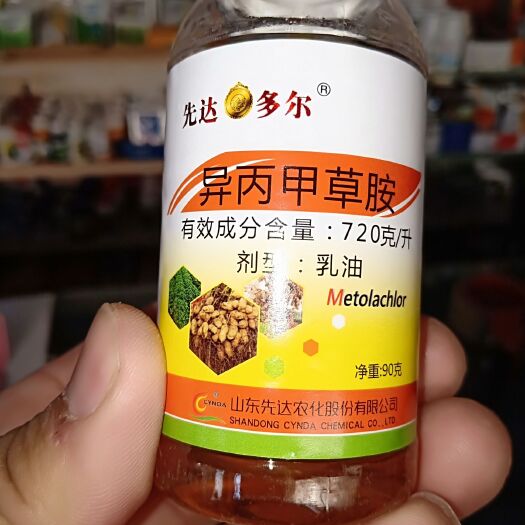 先达 多尔®
异丙甲草胺
有效成分含量：720克/升
剂型：乳油
Metolachlor
净重:90克
CYNDA
山东先达农化股份有限公司
SHANDONG CYNDA CHEMICAL CO.,LTD